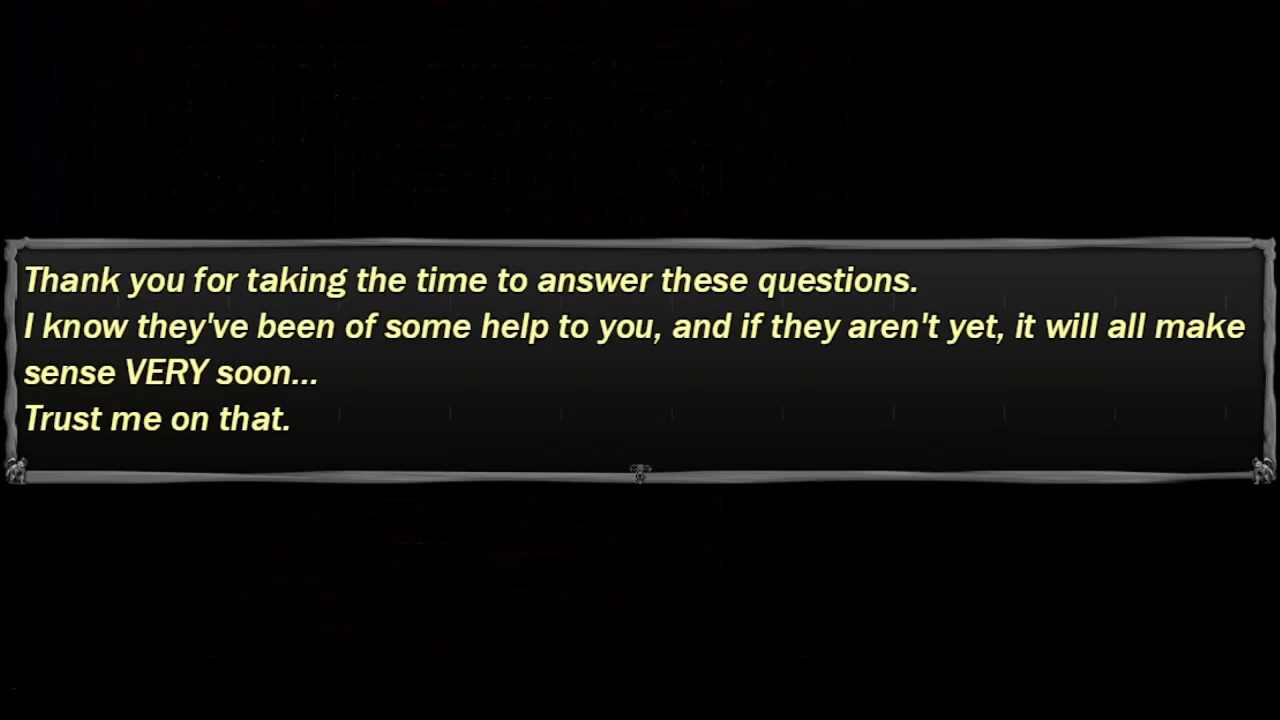 Thank you for taking the time to answer these questions.
I know they've been of some help to you, and if they aren't yet, it will all make
sense VERY soon...
Trust me on that.